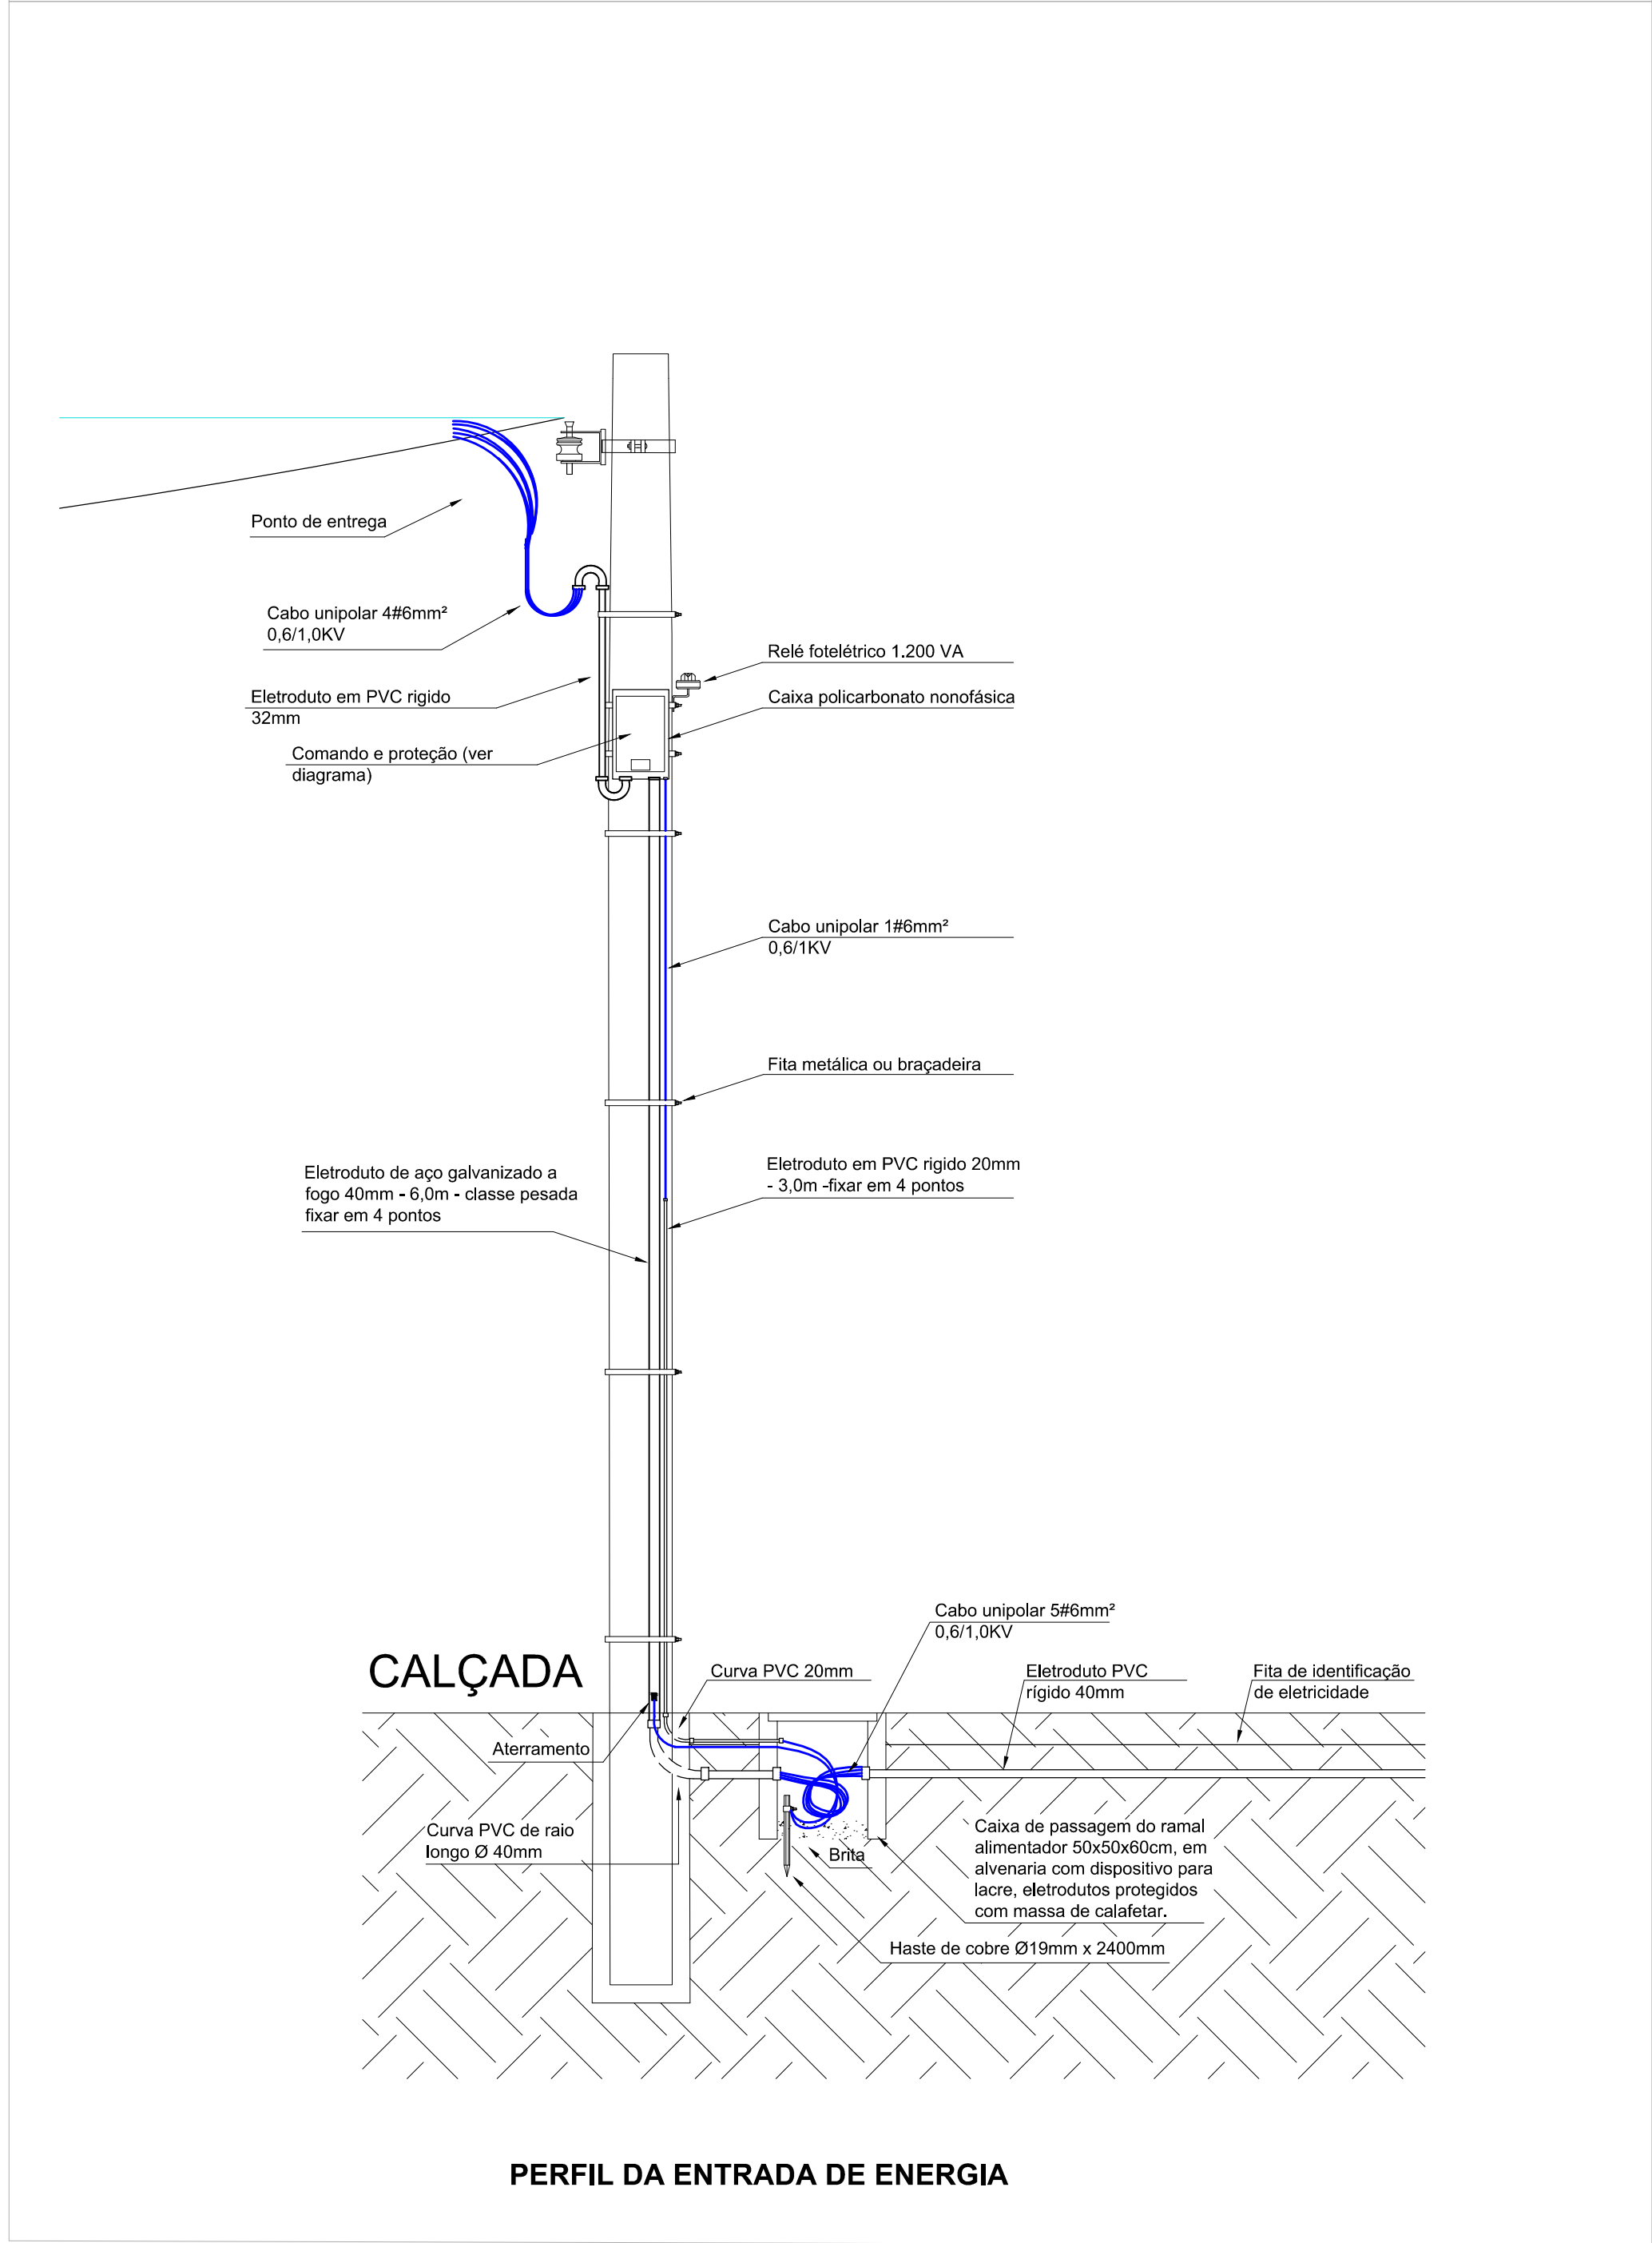 Ponto de entrega
Cabo unipolar 4#6mm²
0,6/1,0KV
Relé fotelétrico 1.200 VA
Eletroduto em PVC rigido
32mm
Caixa policarbonato nonofásica
Comando e proteção (ver
diagrama)
Cabo unipolar 1#6mm²
0,6/1KV
Fita metálica ou braçadeira
Eletroduto de aço galvanizado a
fogo 40mm - 6,0m - classe pesada
fixar em 4 pontos
Eletroduto em PVC rigido 20mm
- 3,0m -fixar em 4 pontos
Cabo unipolar 5#6mm²
0,6/1,0KV
CALÇADA
Curva PVC 20mm
Eletroduto PVC
rígido 40mm
Fita de identificação
de eletricidade
Aterramento
Curva PVC de raio
longo Ø 40mm
Brita
Caixa de passagem do ramal
alimentador 50x50x60cm, em
alvenaria com dispositivo para
lacre, eletrodutos protegidos
com massa de calafetar.
Haste de cobre Ø19mm x 2400mm
PERFIL DA ENTRADA DE ENERGIA